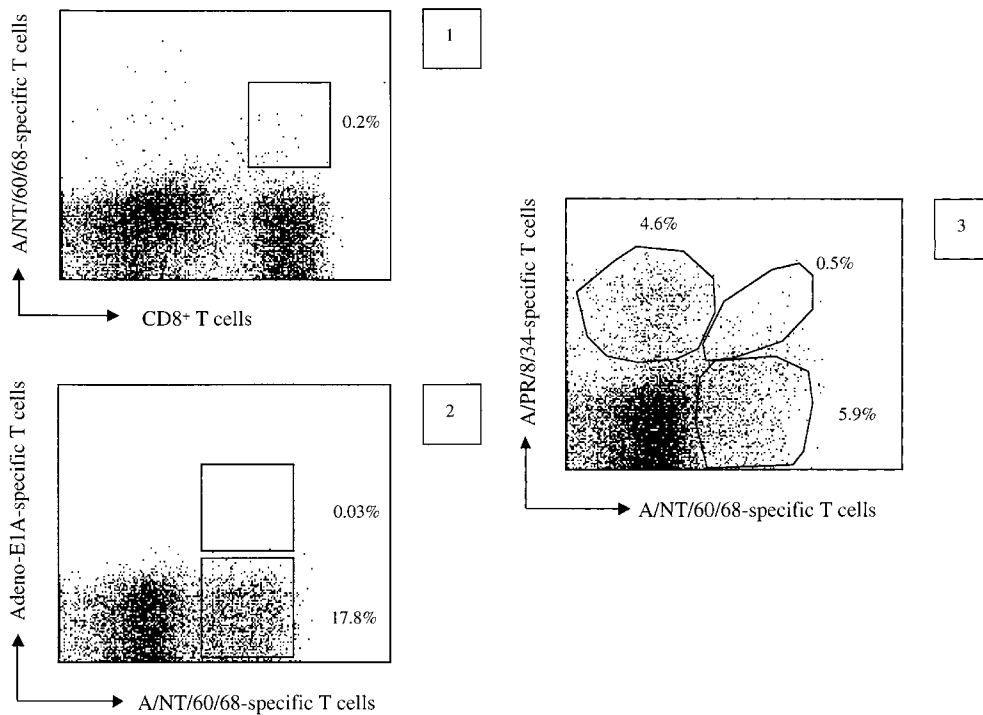 A/NT/60/68-specific T cells
1
0.2%
CD8⁺ T cells
Adeno-E1A-specific T cells
2
0.03%
17.8%
A/NT/60/68-specific T cells
A/PR/8/34-specific T cells
3
4.6%
0.5%
5.9%
A/NT/60/68-specific T cells